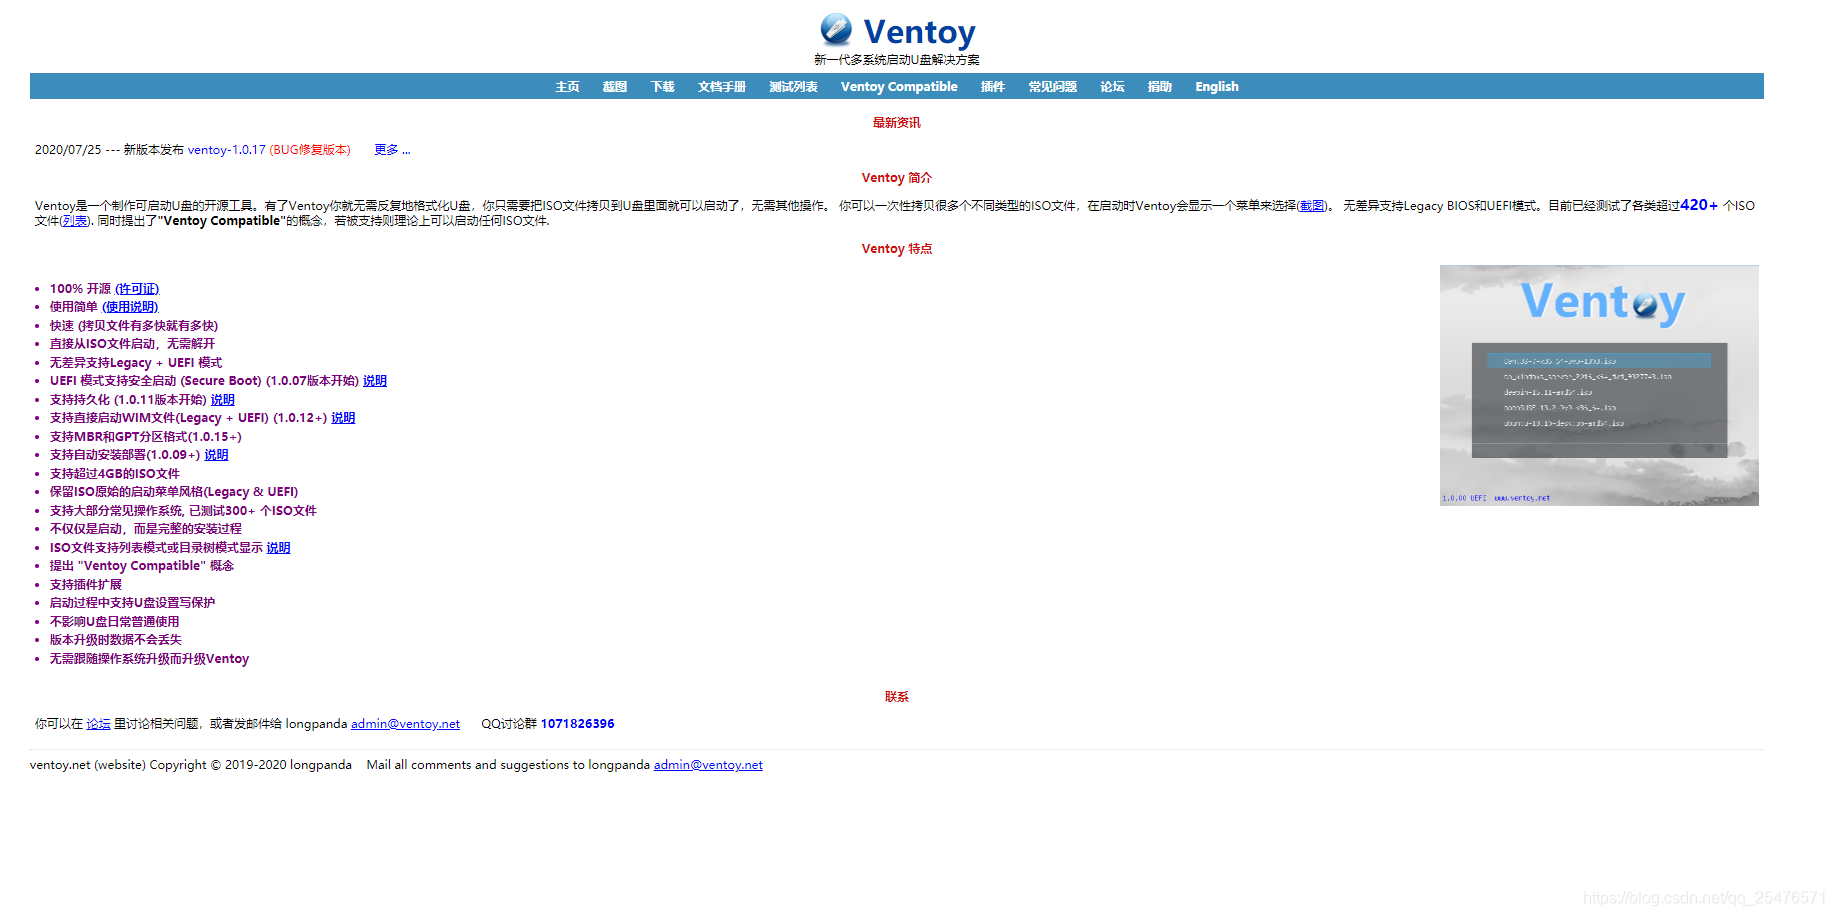 Ventoy
新一代多系统启动U盘解决方案
主页 截图 下载 文档手册 测试列表 Ventoy Compatible 插件 常见问题 论坛 捐助 English
最新资讯
2020/07/25 --- 新版本发布 ventoy-1.0.17 (BUG修复版本) 更多 ...
Ventoy 简介
Ventoy是一个制作可启动U盘的开源工具。有了Ventoy你就无需反复地格式化U盘，你只需要把ISO文件拷贝到U盘里面就可以启动了，无需其他操作。 你可以一次性拷贝很多个不同类型的ISO文件，在启动时Ventoy会显示一个菜单来选择(截图)。 无差异支持Legacy BIOS和UEFI模式。目前已经测试了各类超过420+ 个ISO
文件(列表). 同时提出了"Ventoy Compatible"的概念，若被支持则理论上可以启动任何ISO文件.
Ventoy 特点
• 100% 开源 (许可证)
• 使用简单 (使用说明)
• 快速 (拷贝文件有多快就有多快)
• 直接从ISO文件启动，无需解开
• 无差异支持Legacy + UEFI 模式
• UEFI 模式支持安全启动 (Secure Boot) (1.0.07版本开始) 说明
• 支持持久化 (1.0.11版本开始) 说明
• 支持直接启动WIM文件(Legacy + UEFI) (1.0.12+) 说明
• 支持MBR和GPT分区格式(1.0.15+)
• 支持自动安装部署(1.0.09+) 说明
• 支持超过4GB的ISO文件
• 保留ISO原始的启动菜单风格(Legacy & UEFI)
• 支持大部分常见操作系统, 已测试300+ 个ISO文件
• 不仅仅是启动，而是完整的安装过程
• ISO文件支持列表模式或目录树模式显示 说明
• 提出 "Ventoy Compatible" 概念
• 支持插件扩展
• 启动过程中支持U盘设置写保护
• 不影响U盘日常普通使用
• 版本升级时数据不会丢失
• 无需跟随操作系统升级而升级Ventoy
Ventoy
deepin-15.11-amd64.iso
ubuntu-19.10-desktop-amd64.iso
1.0.00 UEFI www.ventoy.net
联系
你可以在 论坛 里讨论相关问题，或者发邮件给 longpanda admin@ventoy.net QQ讨论群 1071826396
ventoy.net (website) Copyright © 2019-2020 longpanda Mail all comments and suggestions to longpanda admin@ventoy.net
https://blog.csdn.net/qq_25476571